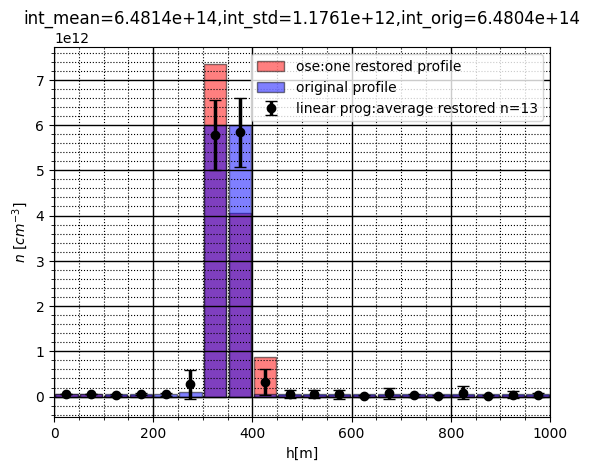 int_mean=6.4814e+14,int_std=1.1761e+12,int_orig=6.4804e+14
1e12
ose:one restored profile
original profile
linear prog:average restored n=13
7
6
5
4
3
2
1
0
n [cm⁻³]
0 200 400 600 800 1000
h[m]